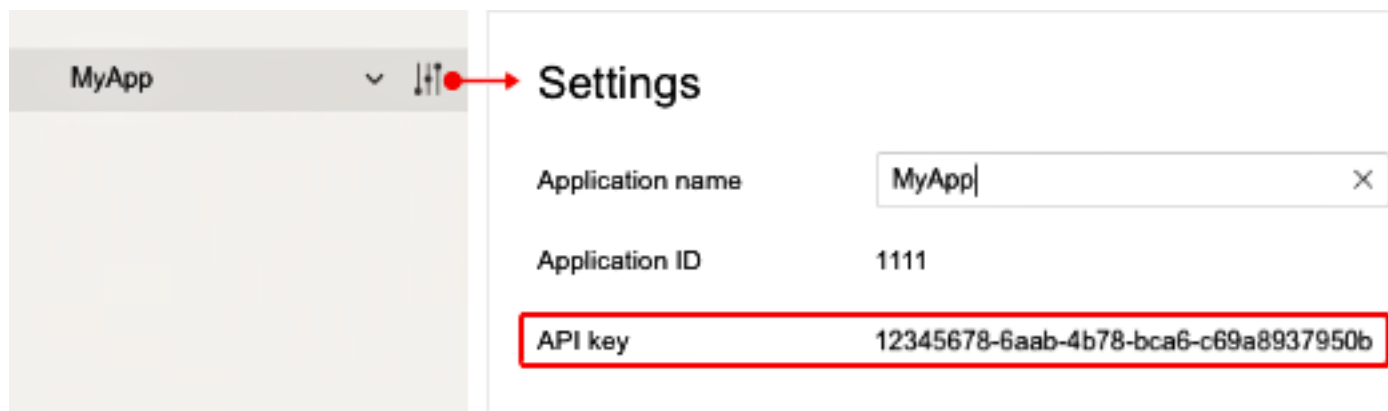 MyApp
Settings
Application name MyApp
Application ID 1111
API key 12345678-6aab-4b78-bca6-c69a8937950b